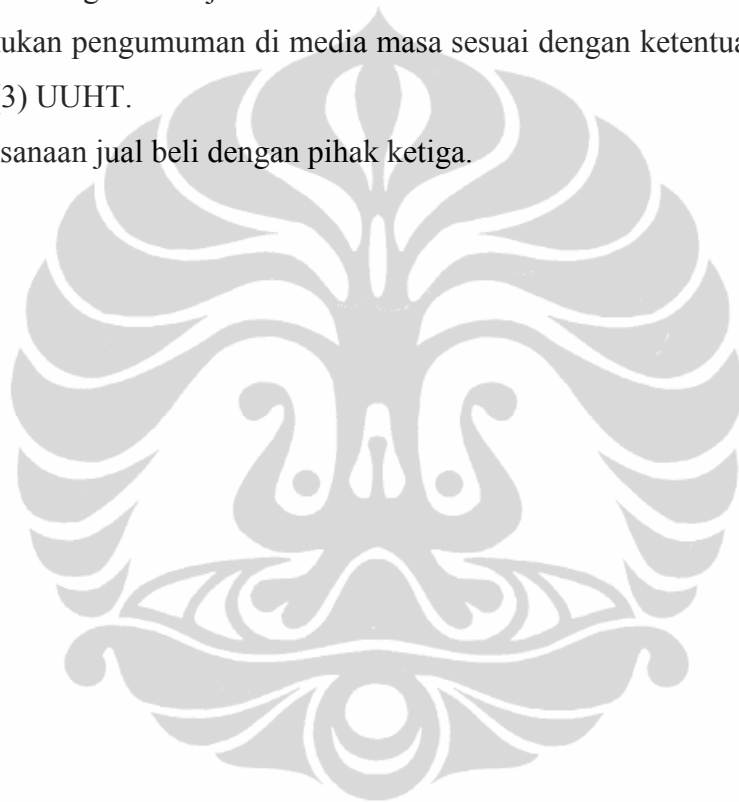 ukan pengumuman di media masa sesuai dengan ketentua
3) UUHT.
sanaan jual beli dengan pihak ketiga.